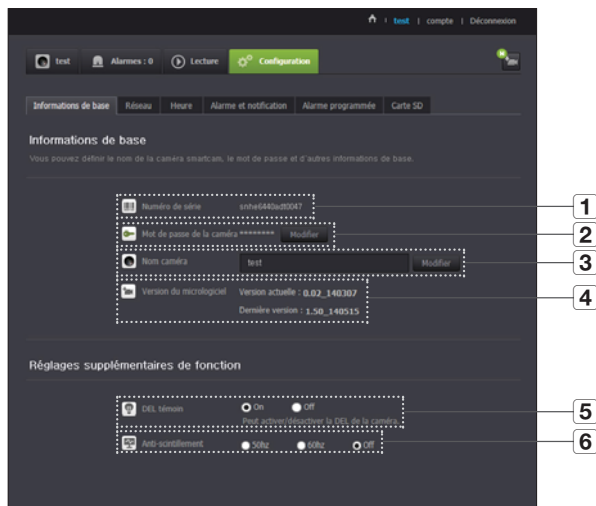 test | compte | Déconnexion
test Alarmes : 0 Lecture Configuration N
Informations de base Réseau Heure Alarme et notification Alarme programmée Carte SD
Informations de base
Vous pouvez définir le nom de la caméra smartcam, le mot de passe et d'autres informations de base.
Numéro de série snhe6440adt0047 1
Mot de passe de la caméra ******** Modifier 2
Nom caméra test Modifier 3
Version du micrologiciel Version actuelle : 0.02_140307 4
Dernière version : 1.50_140515
Réglages supplémentaires de fonction
DEL témoin On Off 5
Peut activer/désactiver la DEL de la caméra.
Anti-scintillement 50hz 60hz Off 6